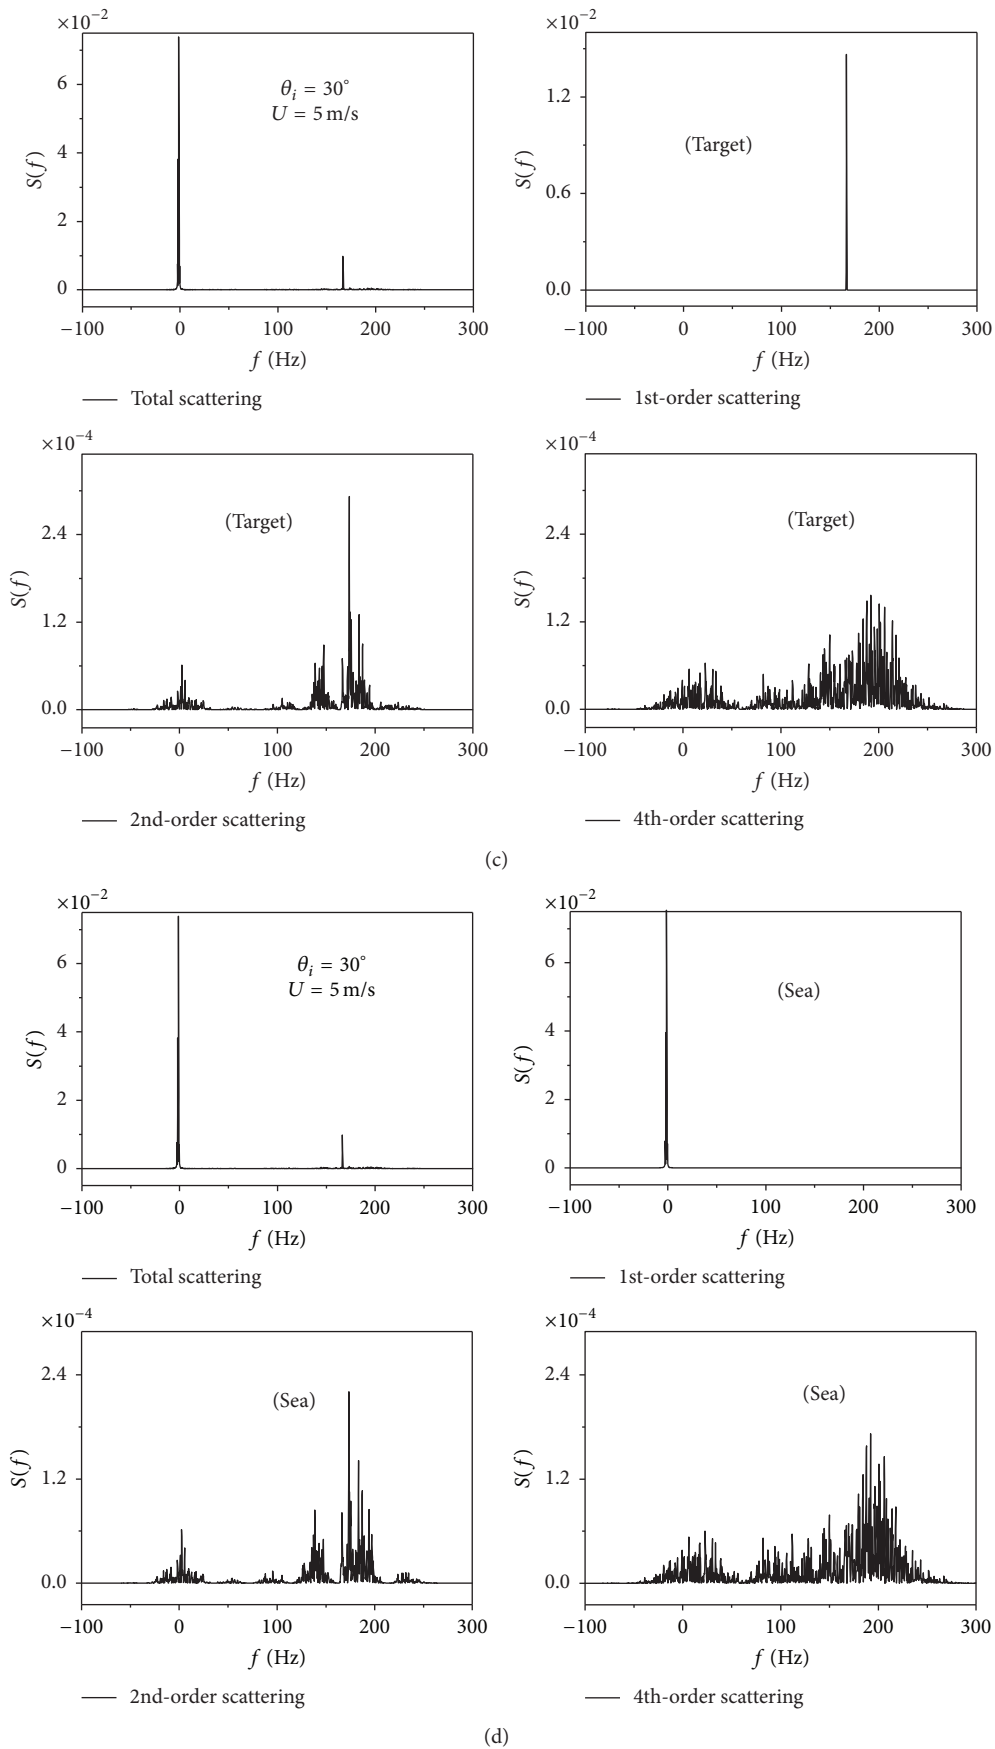 ×10⁻²
6
4
2
0
S(f)
θᵢ = 30°
U = 5 m/s
−100 0 100 200 300
f (Hz)
Total scattering
×10⁻²
1.2
0.6
0.0
S(f)
(Target)
−100 0 100 200 300
f (Hz)
1st-order scattering
×10⁻⁴
2.4
1.2
0.0
S(f)
(Target)
−100 0 100 200 300
f (Hz)
2nd-order scattering
×10⁻⁴
2.4
1.2
0.0
S(f)
(Target)
−100 0 100 200 300
f (Hz)
4th-order scattering
(c)
×10⁻²
6
4
2
0
S(f)
θᵢ = 30°
U = 5 m/s
−100 0 100 200 300
f (Hz)
Total scattering
×10⁻²
6
4
2
0
S(f)
(Sea)
−100 0 100 200 300
f (Hz)
1st-order scattering
×10⁻⁴
2.4
1.2
0.0
S(f)
(Sea)
−100 0 100 200 300
f (Hz)
2nd-order scattering
×10⁻⁴
2.4
1.2
0.0
S(f)
(Sea)
−100 0 100 200 300
f (Hz)
4th-order scattering
(d)